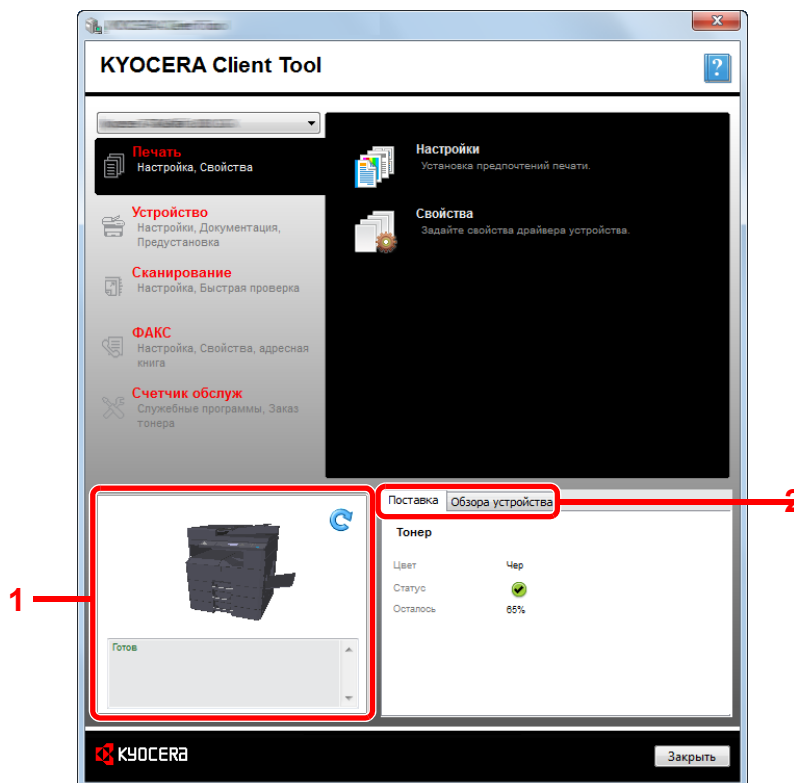 KYOCERA Client Tool
?
Печать
Настройка, Свойства
Устройство
Настройки, Документация,
Предустановка
Сканирование
Настройка, Быстрая проверка
ФАКС
Настройка, Свойства, адресная
книга
Счетчик обслуж
Служебные программы, Заказ
тонера
Настройки
Установка предпочтений печати.
Свойства
Задайте свойства драйвера устройства.
1
Готов
Поставка Обзора устройства
2
Тонер
Цвет Чер
Статус
Осталось 65%
KYOCERA
Закрыть